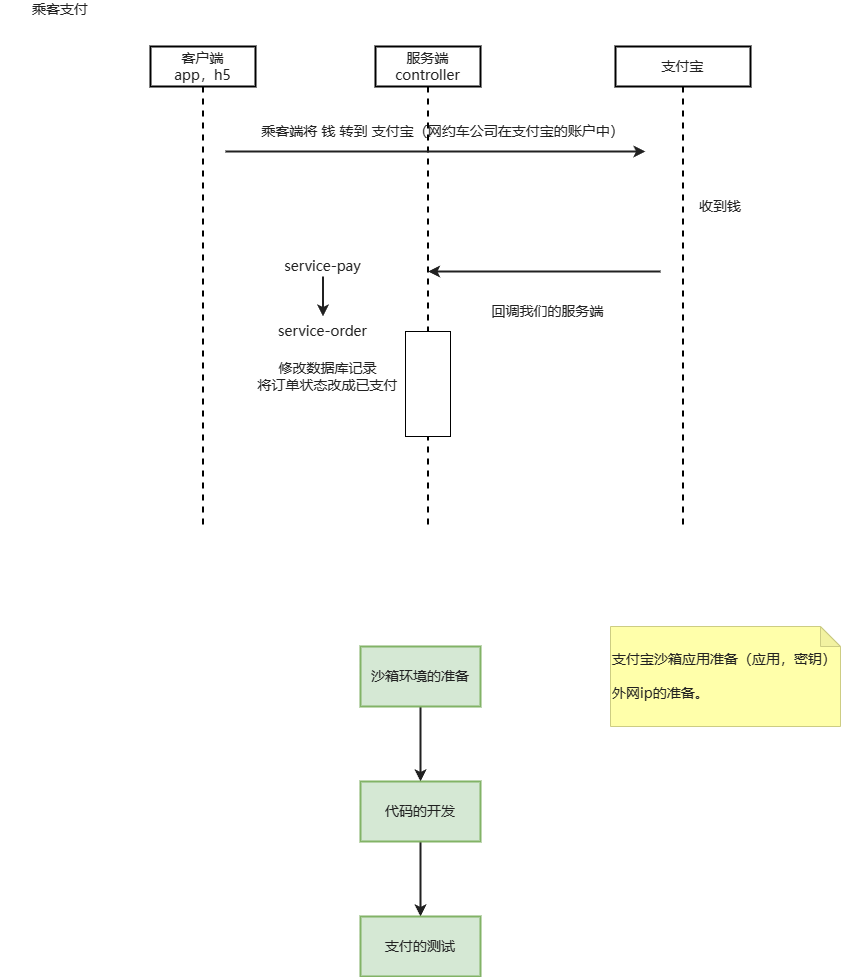 乘客支付
客户端
app，h5
服务端
controller
支付宝
乘客端将 钱 转到 支付宝（网约车公司在支付宝的账户中）
收到钱
service-pay
回调我们的服务端
service-order
修改数据库记录
将订单状态改成已支付
沙箱环境的准备
支付宝沙箱应用准备（应用，密钥）
外网ip的准备。
代码的开发
支付的测试